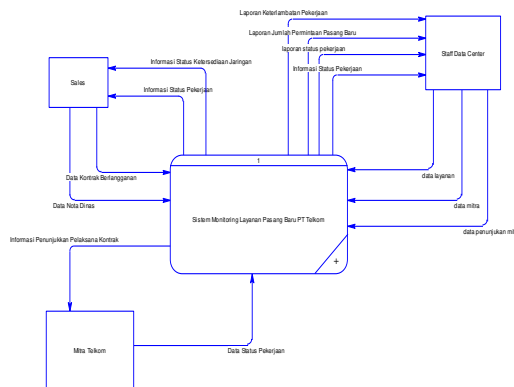 Laporan Keterlambatan Pekerjaan
Laporan Jumlah Permintaan Pasang Baru
laporan status pekerjaan
Informasi Status Pekerjaan
Staff Data Center
Informasi Status Ketersediaan Jaringan
Informasi Status Pekerjaan
Sales
Data Kontrak Berlangganan
Data Nota Dinas
data layanan
data mitra
data penunjukan mi
1
Sistem Monitoring Layanan Pasang Baru PT Telkom
+
Informasi Penunjukkan Pelaksana Kontrak
Mitra Telkom
Data Status Pekerjaan